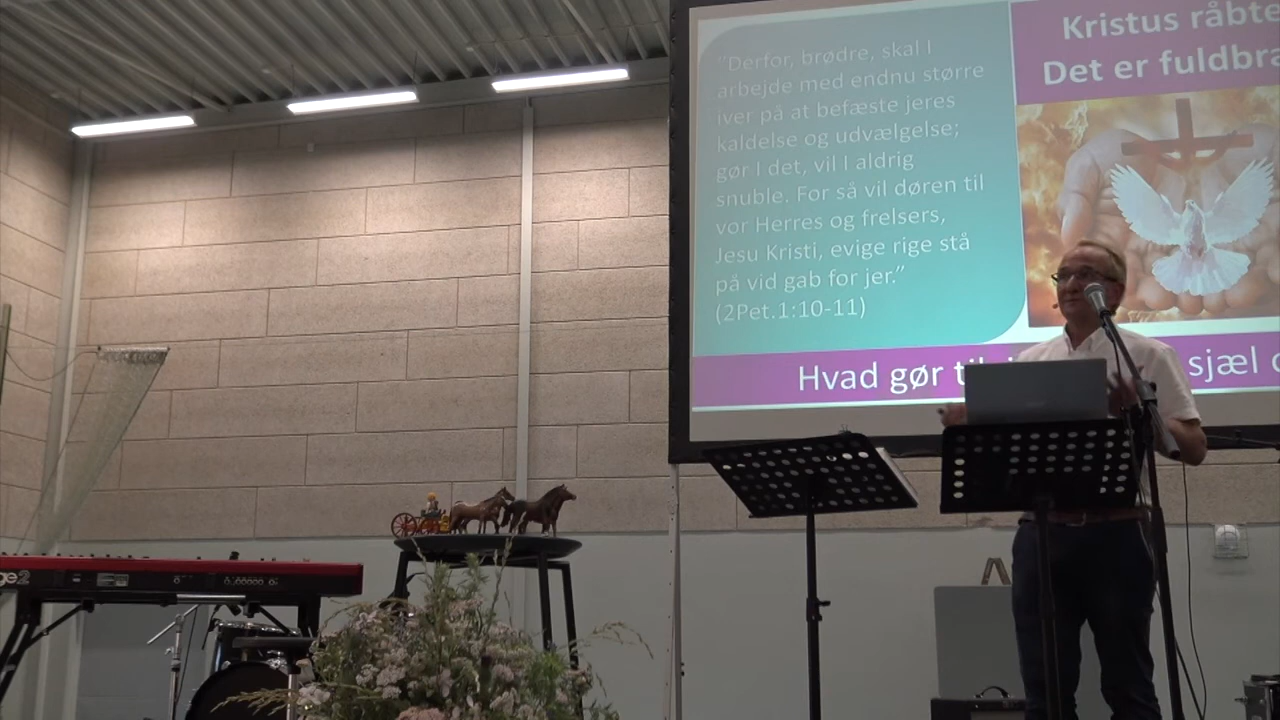 "Derfor, brødre, skal I
arbejde med endnu større
iver på at befæste jeres
kaldelse og udvælgelse;
gør I det, vil I aldrig
snuble. For så vil døren til
vor Herres og frelsers,
Jesu Kristi, evige rige stå
på vid gab for jer."
(2Pet.1:10-11)
Kristus råbte
Det er fuldbra
Hvad gør sjæl
ge2